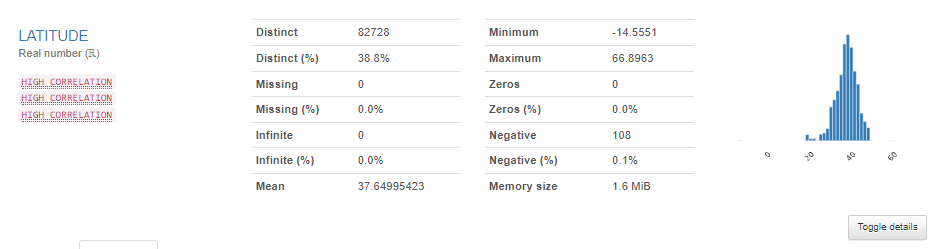 LATITUDE
Real number (ℝ)
HIGH CORRELATION
HIGH CORRELATION
HIGH CORRELATION
Distinct 82728
Distinct (%) 38.8%
Missing 0
Missing (%) 0.0%
Infinite 0
Infinite (%) 0.0%
Mean 37.64995423
Minimum -14.5551
Maximum 66.8963
Zeros 0
Zeros (%) 0.0%
Negative 108
Negative (%) 0.1%
Memory size 1.6 MiB
0 20 40 60
Toggle details